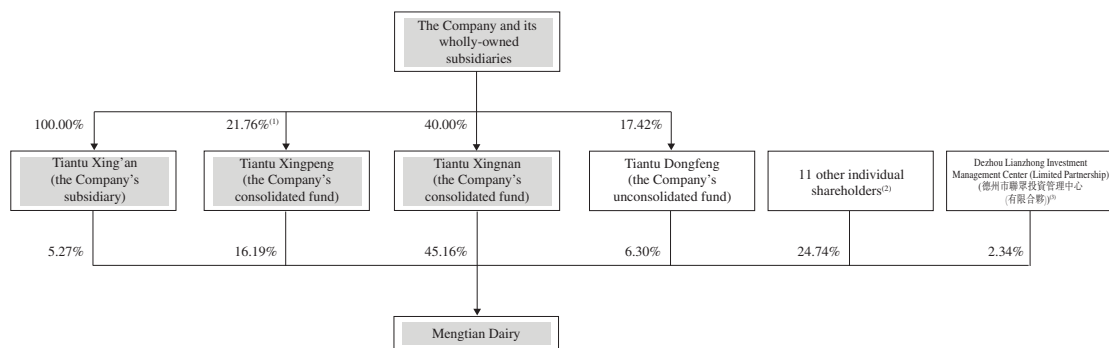 The Company and its
wholly-owned
subsidiaries
100.00%
21.76%(1)
40.00%
17.42%
Tiantu Xing’an
(the Company’s
subsidiary)
Tiantu Xingpeng
(the Company’s
consolidated fund)
Tiantu Xingnan
(the Company’s
consolidated fund)
Tiantu Dongfeng
(the Company’s
unconsolidated fund)
11 other individual
shareholders(2)
Dezhou Lianzhong Investment
Management Center (Limited Partnership)
(德州市聯眾投資管理中心
(有限合夥))(3)
5.27%
16.19%
45.16%
6.30%
24.74%
2.34%
Mengtian Dairy